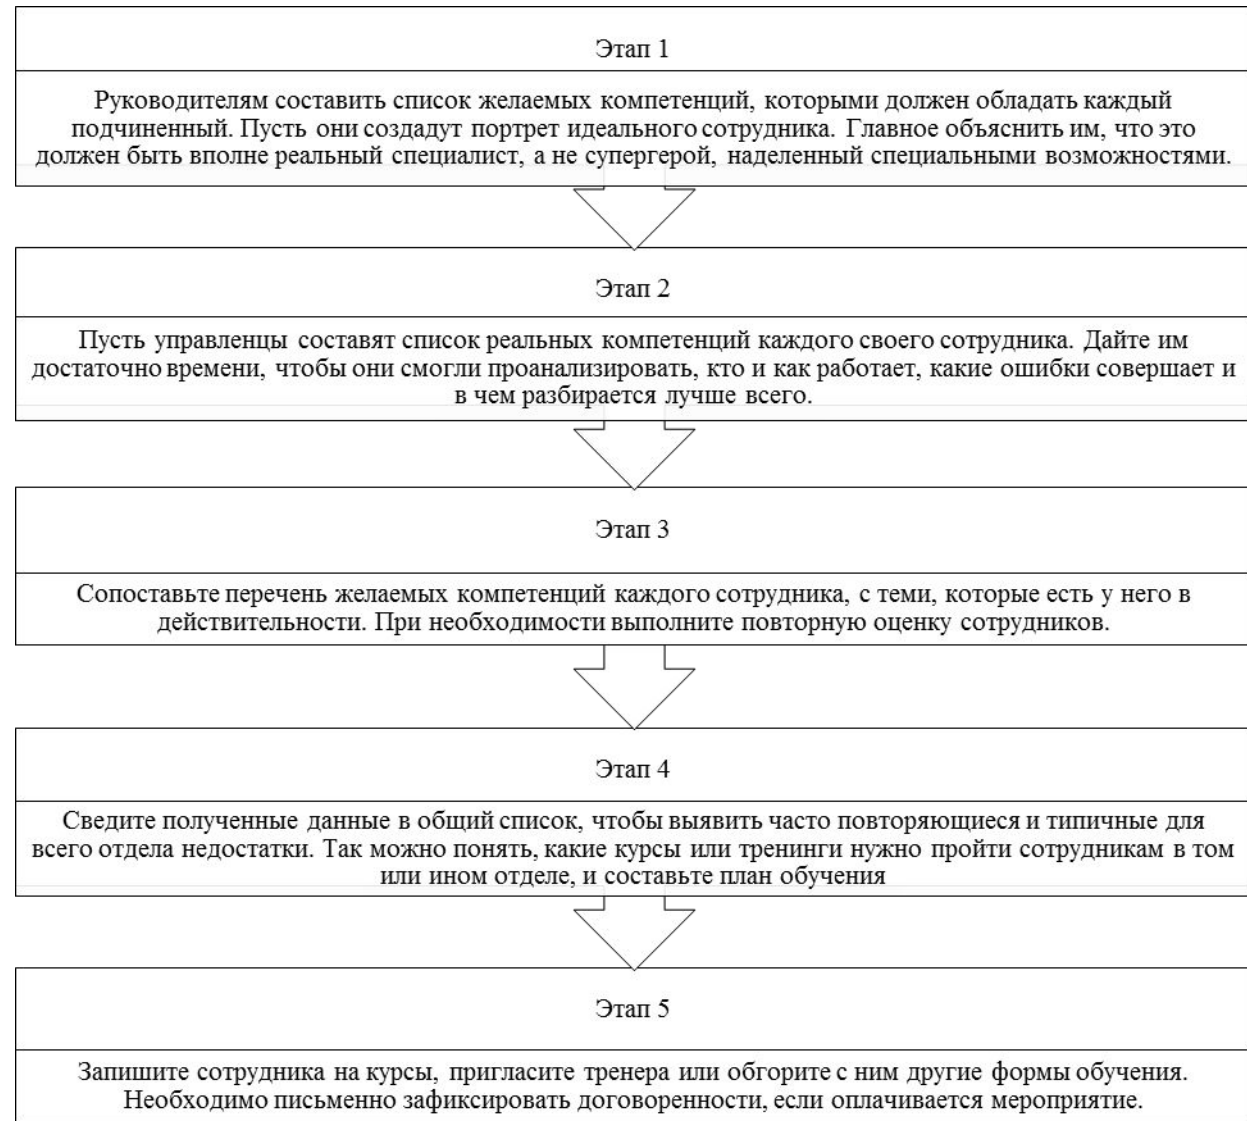 Этап 1
Руководителям составить список желаемых компетенций, которыми должен обладать каждый
подчиненный. Пусть они создадут портрет идеального сотрудника. Главное объяснить им, что это
должен быть вполне реальный специалист, а не супергерой, наделенный специальными возможностями.
Этап 2
Пусть управленцы составят список реальных компетенций каждого своего сотрудника. Дайте им
достаточно времени, чтобы они смогли проанализировать, кто и как работает, какие ошибки совершает и
в чем разбирается лучше всего.
Этап 3
Сопоставьте перечень желаемых компетенций каждого сотрудника, с теми, которые есть у него в
действительности. При необходимости выполните повторную оценку сотрудников.
Этап 4
Сведите полученные данные в общий список, чтобы выявить часто повторяющиеся и типичные для
всего отдела недостатки. Так можно понять, какие курсы или тренинги нужно пройти сотрудникам в том
или ином отделе, и составьте план обучения
Этап 5
Запишите сотрудника на курсы, пригласите тренера или обгорите с ним другие формы обучения.
Необходимо письменно зафиксировать договоренности, если оплачивается мероприятие.